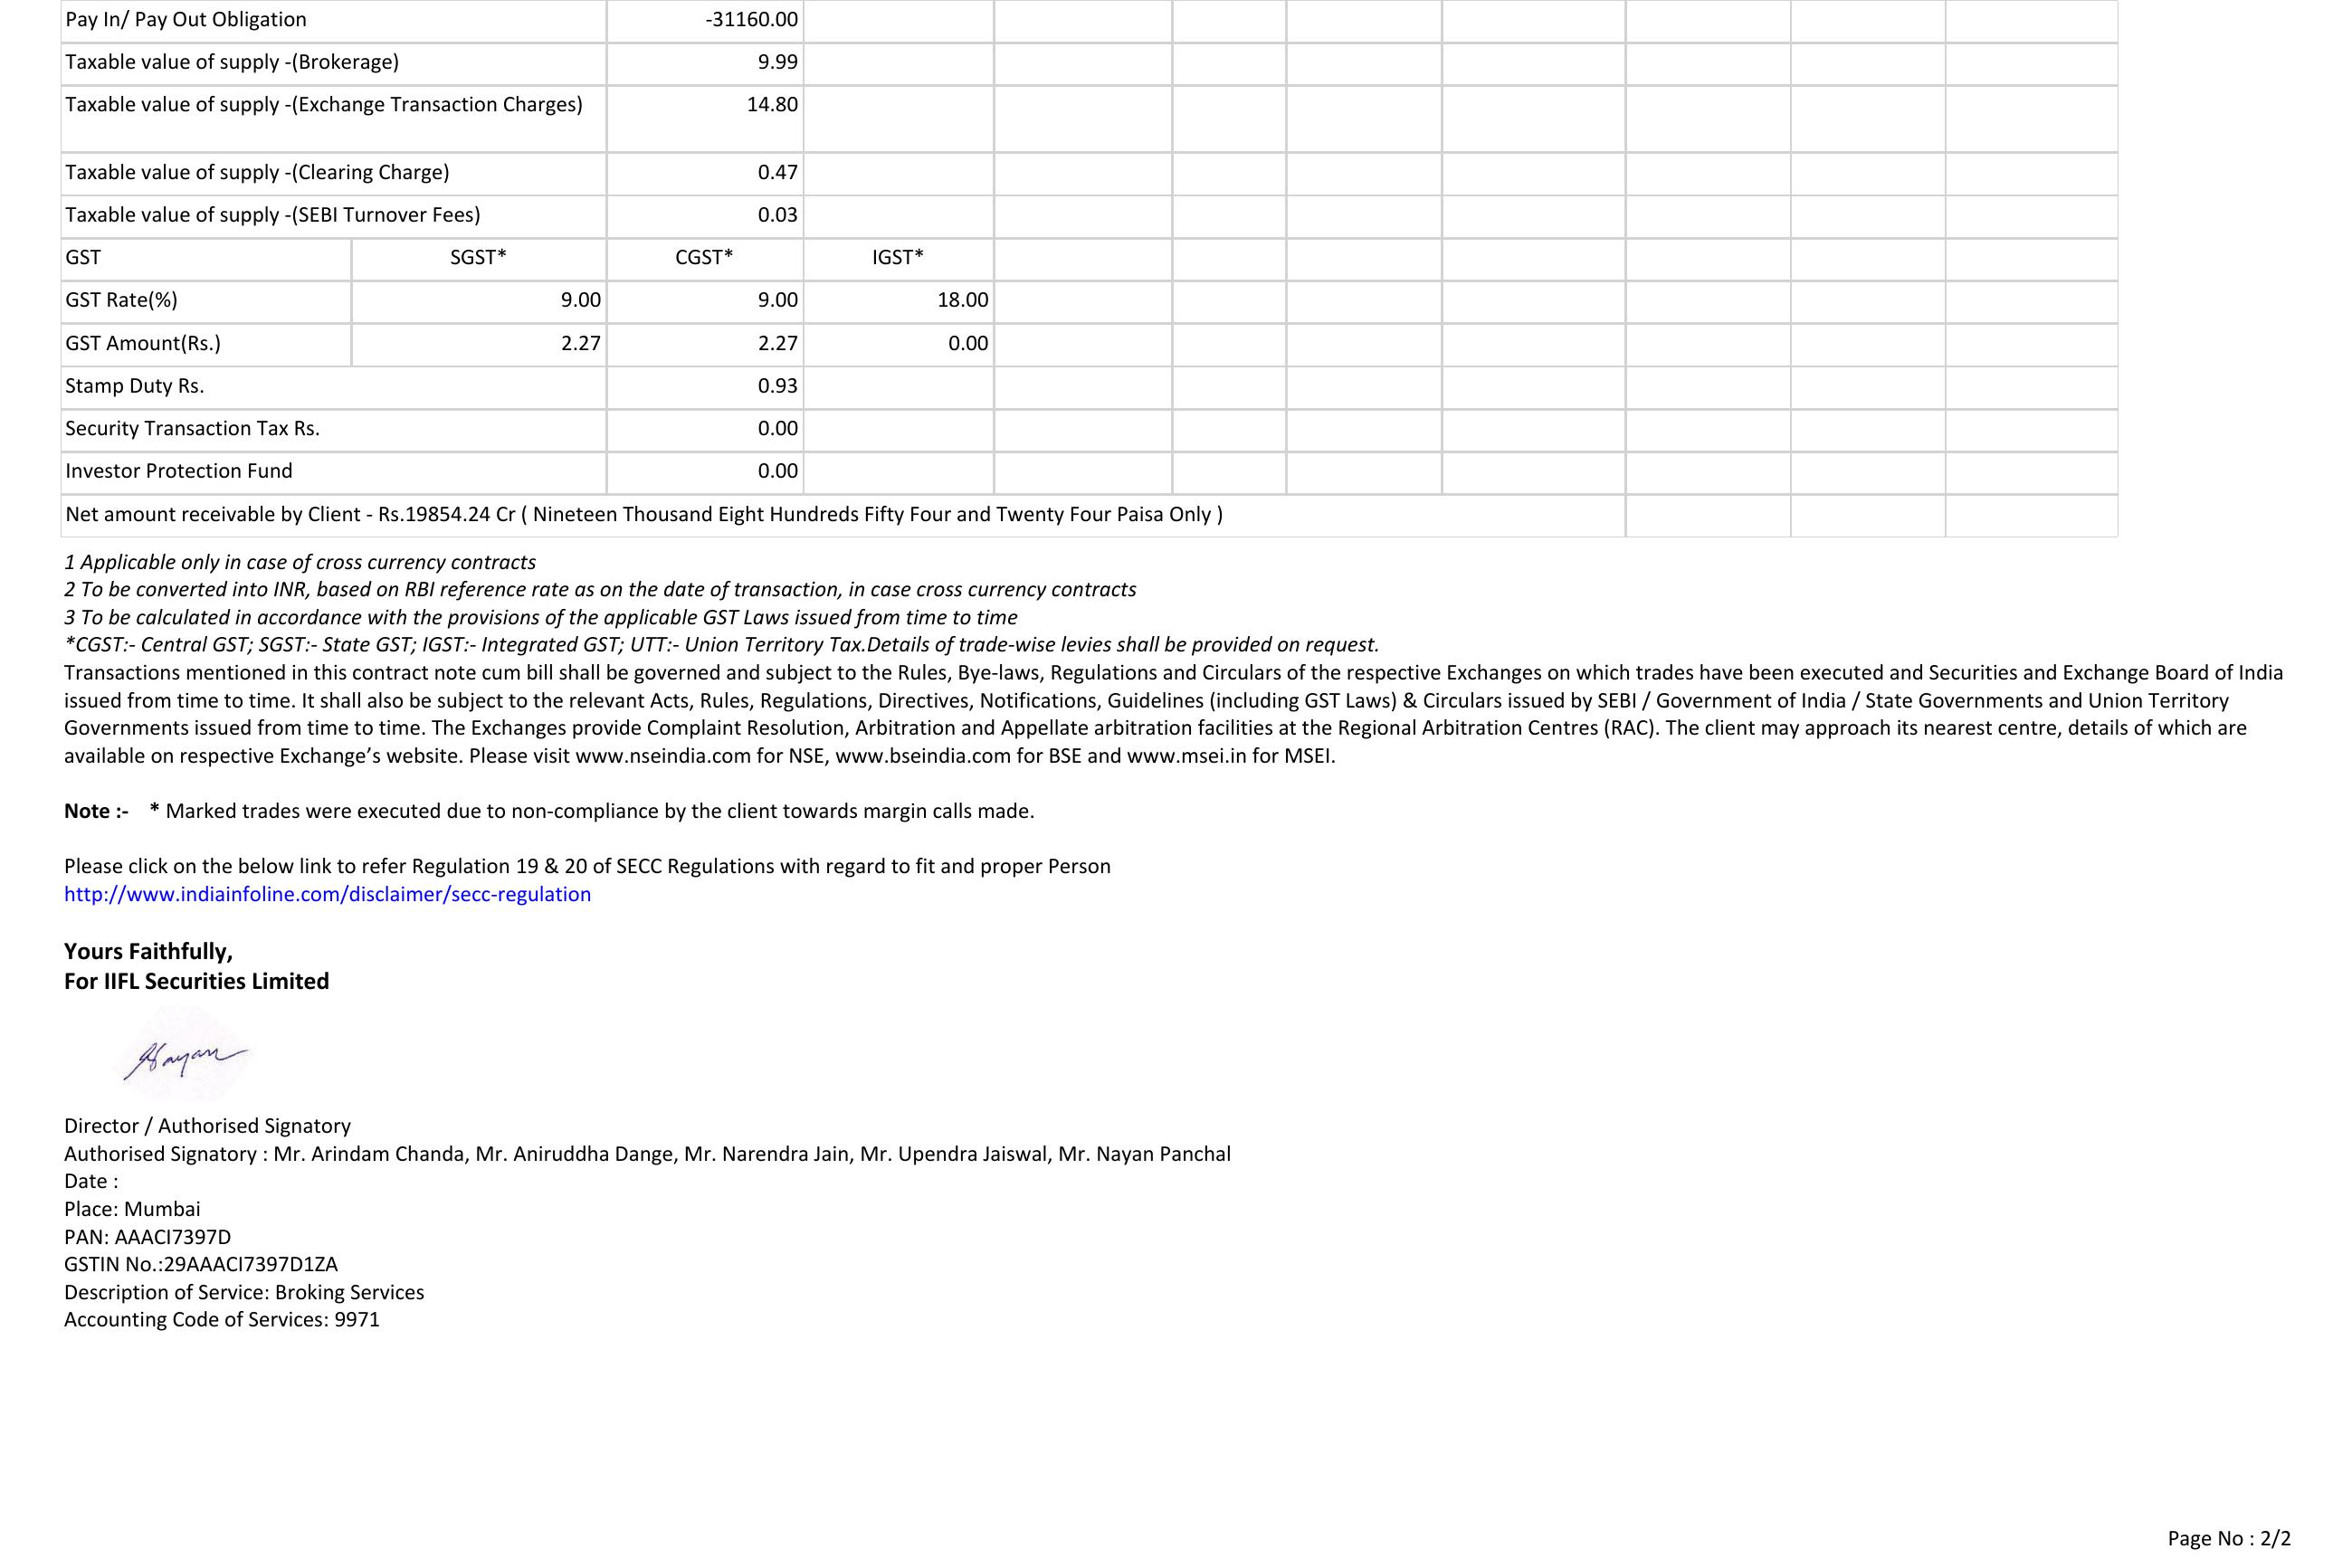 Pay In/ Pay Out Obligation -31160.00
Taxable value of supply -(Brokerage) 9.99
Taxable value of supply -(Exchange Transaction Charges) 14.80
Taxable value of supply -(Clearing Charge) 0.47
Taxable value of supply -(SEBI Turnover Fees) 0.03
GST SGST* CGST* IGST*
GST Rate(%) 9.00 9.00 18.00
GST Amount(Rs.) 2.27 2.27 0.00
Stamp Duty Rs. 0.93
Security Transaction Tax Rs. 0.00
Investor Protection Fund 0.00
Net amount receivable by Client - Rs.19854.24 Cr ( Nineteen Thousand Eight Hundreds Fifty Four and Twenty Four Paisa Only )
1 Applicable only in case of cross currency contracts
2 To be converted into INR, based on RBI reference rate as on the date of transaction, in case cross currency contracts
3 To be calculated in accordance with the provisions of the applicable GST Laws issued from time to time
*CGST:- Central GST; SGST:- State GST; IGST:- Integrated GST; UTT:- Union Territory Tax.Details of trade-wise levies shall be provided on request.
Transactions mentioned in this contract note cum bill shall be governed and subject to the Rules, Bye-laws, Regulations and Circulars of the respective Exchanges on which trades have been executed and Securities and Exchange Board of India
issued from time to time. It shall also be subject to the relevant Acts, Rules, Regulations, Directives, Notifications, Guidelines (including GST Laws) & Circulars issued by SEBI / Government of India / State Governments and Union Territory
Governments issued from time to time. The Exchanges provide Complaint Resolution, Arbitration and Appellate arbitration facilities at the Regional Arbitration Centres (RAC). The client may approach its nearest centre, details of which are
available on respective Exchange’s website. Please visit www.nseindia.com for NSE, www.bseindia.com for BSE and www.msei.in for MSEI.
Note :- * Marked trades were executed due to non-compliance by the client towards margin calls made.
Please click on the below link to refer Regulation 19 & 20 of SECC Regulations with regard to fit and proper Person
http://www.indiainfoline.com/disclaimer/secc-regulation
Yours Faithfully,
For IIFL Securities Limited
Nayan
Director / Authorised Signatory
Authorised Signatory : Mr. Arindam Chanda, Mr. Aniruddha Dange, Mr. Narendra Jain, Mr. Upendra Jaiswal, Mr. Nayan Panchal
Date :
Place: Mumbai
PAN: AAACI7397D
GSTIN No.:29AAACI7397D1ZA
Description of Service: Broking Services
Accounting Code of Services: 9971
Page No : 2/2